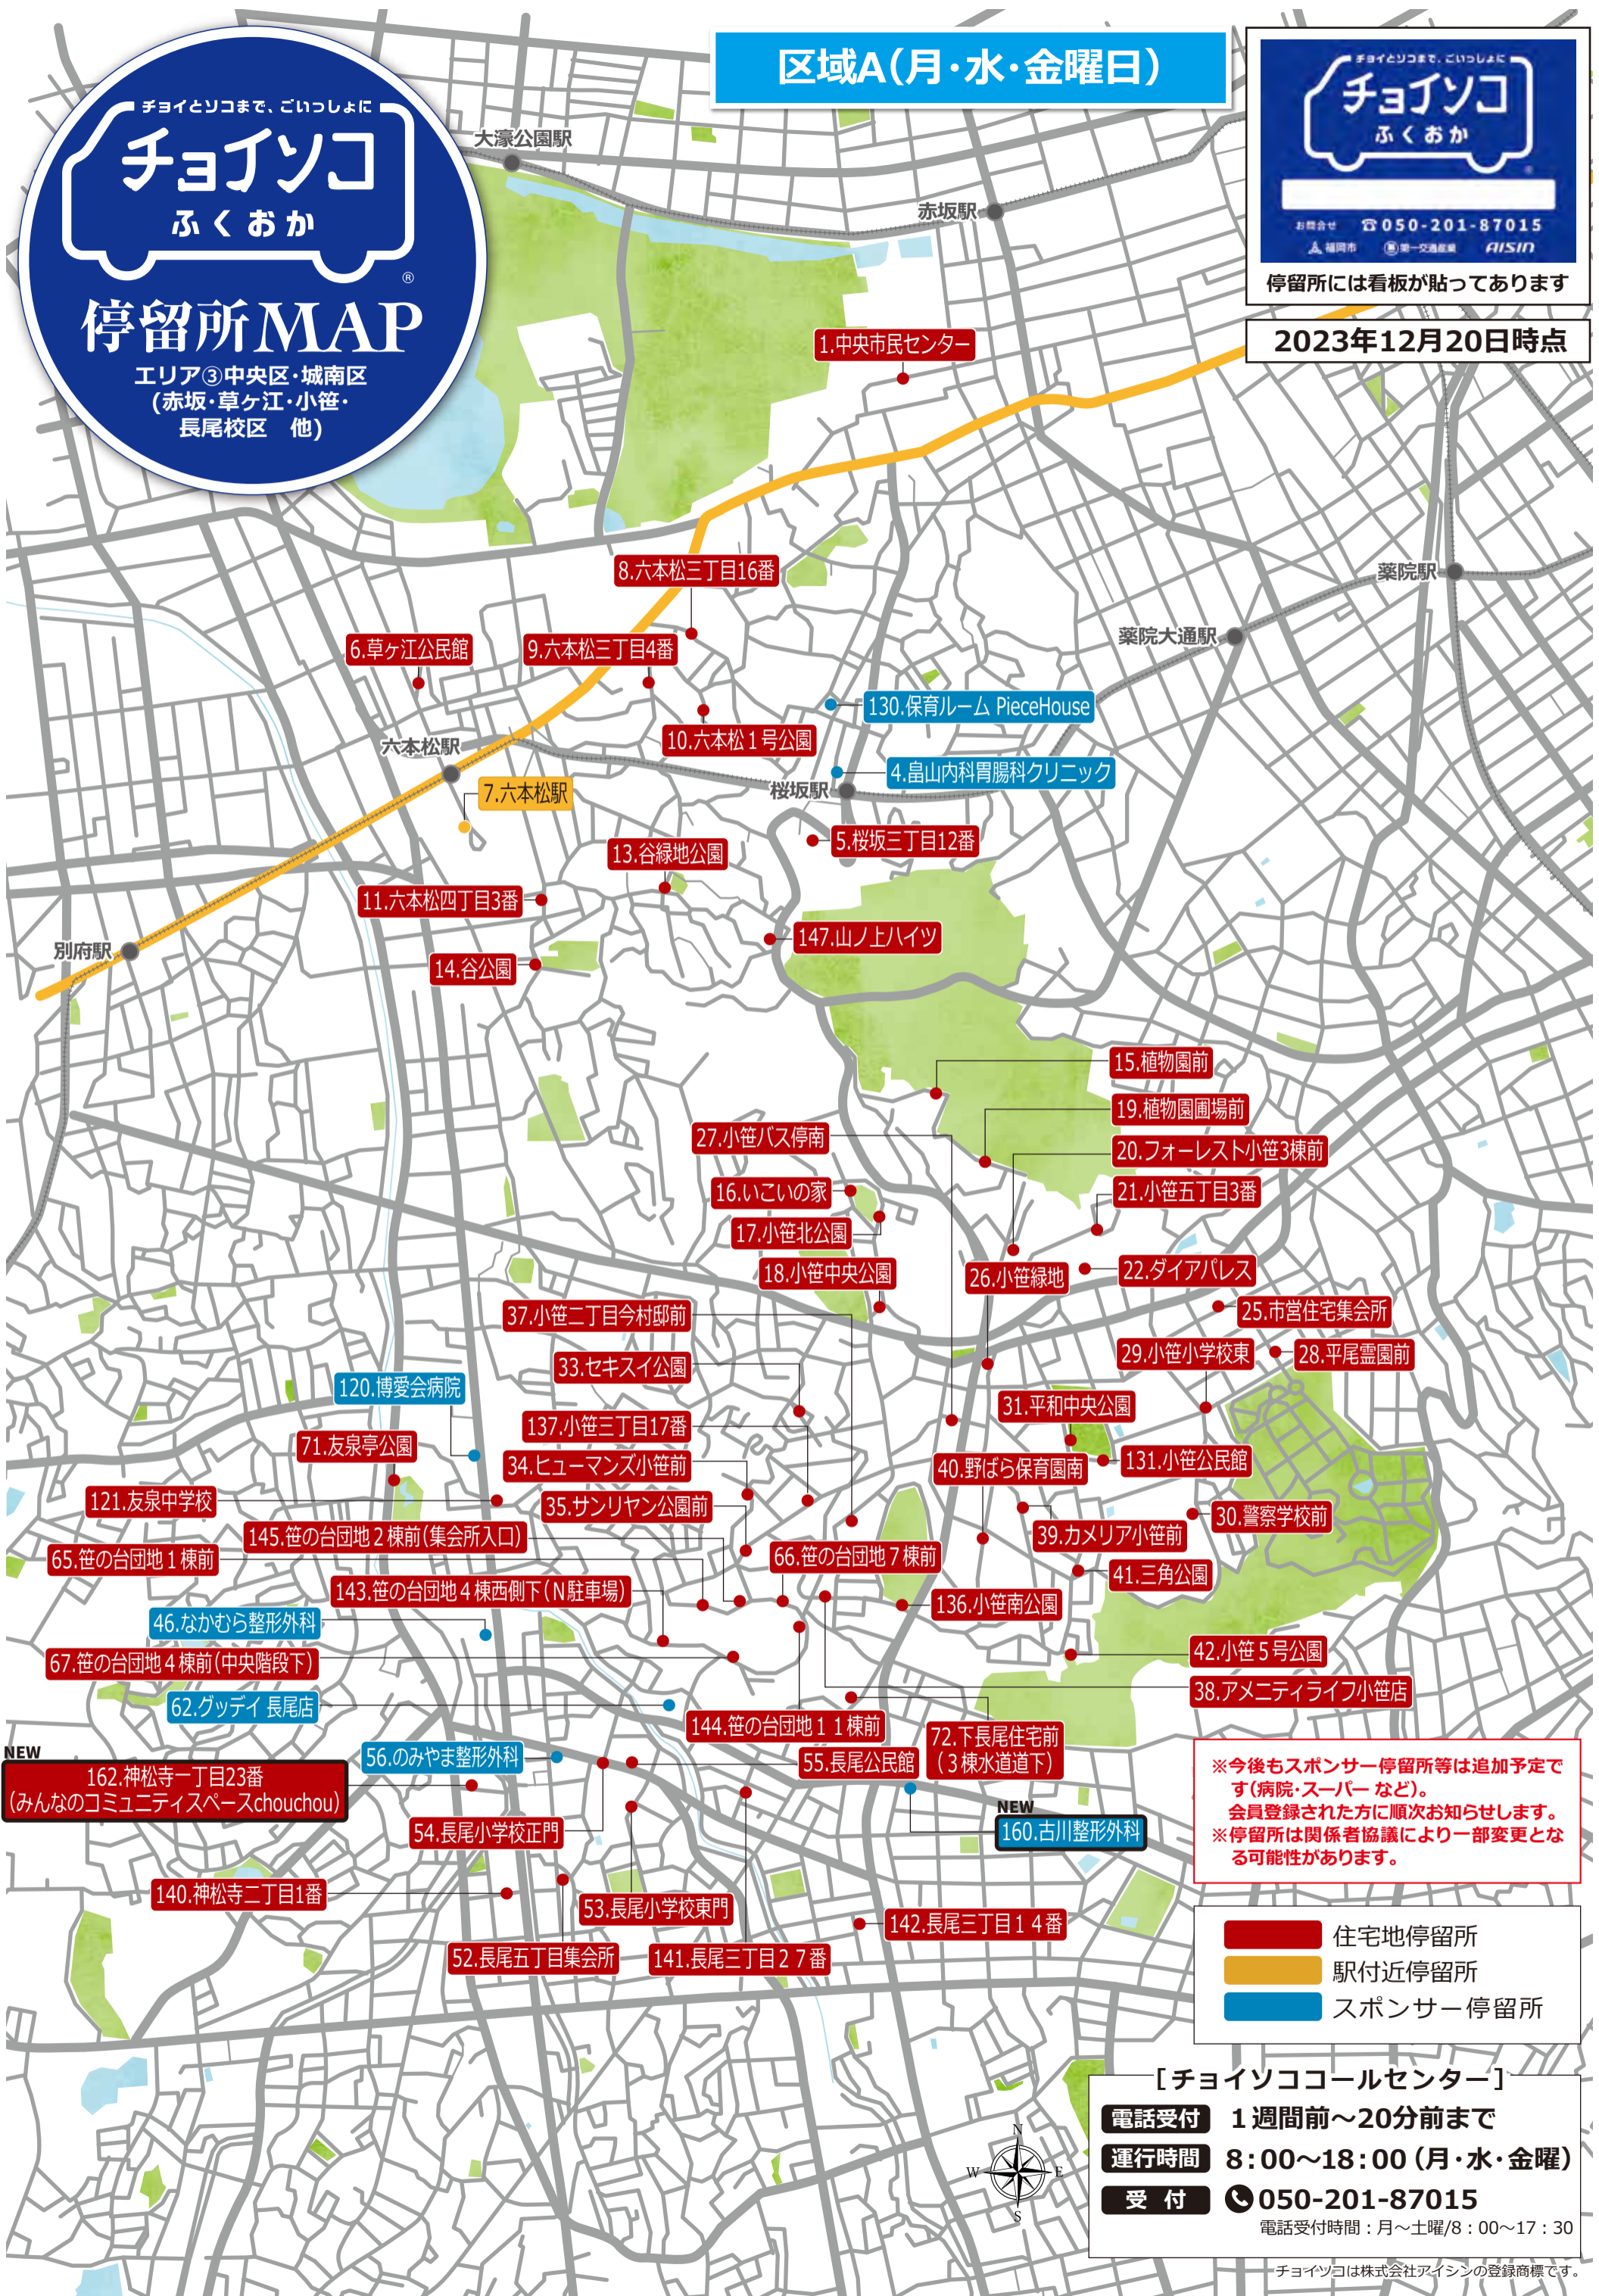 チョイとソコまで、ごいっしょに
チョイソコ
ふくおか
®
停留所MAP
エリア③中央区･城南区
(赤坂･草ヶ江･小笹･
長尾校区　他)
区域A(月･水･金曜日)
チョイとソコまで、ごいっしょに
チョイソコ
ふくおか
®
お問合せ ☎050-201-87015
福岡市 第一交通産業 AISIN
停留所には看板が貼ってあります
2023年12月20日時点
大濠公園駅
赤坂駅
1.中央市民センター
8.六本松三丁目16番
薬院駅
薬院大通駅
6.草ヶ江公民館
9.六本松三丁目4番
130.保育ルーム PieceHouse
10.六本松１号公園
六本松駅
4.畠山内科胃腸科クリニック
7.六本松駅
桜坂駅
5.桜坂三丁目12番
13.谷緑地公園
11.六本松四丁目3番
147.山ノ上ハイツ
別府駅
14.谷公園
15.植物園前
19.植物園圃場前
27.小笹バス停南
20.フォーレスト小笹3棟前
16.いこいの家
21.小笹五丁目3番
17.小笹北公園
18.小笹中央公園
26.小笹緑地
22.ダイアパレス
37.小笹二丁目今村邸前
25.市営住宅集会所
33.セキスイ公園
29.小笹小学校東
28.平尾霊園前
120.博愛会病院
31.平和中央公園
137.小笹三丁目17番
71.友泉亭公園
34.ヒューマンズ小笹前
40.野ばら保育園南
131.小笹公民館
121.友泉中学校
35.サンリヤン公園前
30.警察学校前
145.笹の台団地２棟前(集会所入口)
39.カメリア小笹前
65.笹の台団地１棟前
66.笹の台団地７棟前
41.三角公園
143.笹の台団地４棟西側下(Ｎ駐車場)
136.小笹南公園
46.なかむら整形外科
67.笹の台団地４棟前(中央階段下)
42.小笹５号公園
62.グッデイ 長尾店
38.アメニティライフ小笹店
144.笹の台団地１１棟前
72.下長尾住宅前
(３棟水道道下)
NEW
162.神松寺一丁目23番
(みんなのコミュニティスペースchouchou)
56.のみやま整形外科
55.長尾公民館
54.長尾小学校正門
NEW
160.古川整形外科
140.神松寺二丁目1番
53.長尾小学校東門
142.長尾三丁目１４番
52.長尾五丁目集会所
141.長尾三丁目２７番
※今後もスポンサー停留所等は追加予定で
す(病院･スーパー など)。
会員登録された方に順次お知らせします。
※停留所は関係者協議により一部変更とな
る可能性があります。
住宅地停留所
駅付近停留所
スポンサー停留所
[チョイソココールセンター]
電話受付 １週間前～20分前まで
運行時間 8:00～18:00 (月･水･金曜)
受 付 050-201-87015
電話受付時間：月～土曜/8：00～17：30
N
W E
S
チョイソコは株式会社アイシンの登録商標です。